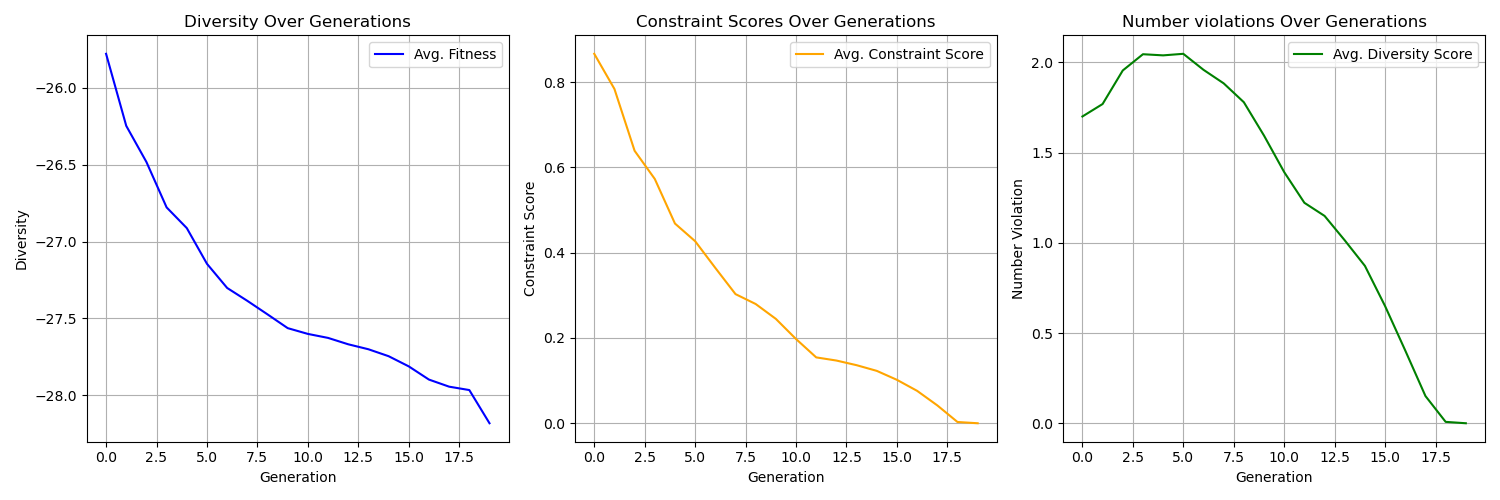 Diversity Over Generations
Avg. Fitness
−26.0
−26.5
−27.0
−27.5
−28.0
Diversity
0.0 2.5 5.0 7.5 10.0 12.5 15.0 17.5
Generation
Constraint Scores Over Generations
Avg. Constraint Score
0.8
0.6
0.4
0.2
0.0
Constraint Score
0.0 2.5 5.0 7.5 10.0 12.5 15.0 17.5
Generation
Number violations Over Generations
Avg. Diversity Score
2.0
1.5
1.0
0.5
0.0
Number Violation
0.0 2.5 5.0 7.5 10.0 12.5 15.0 17.5
Generation